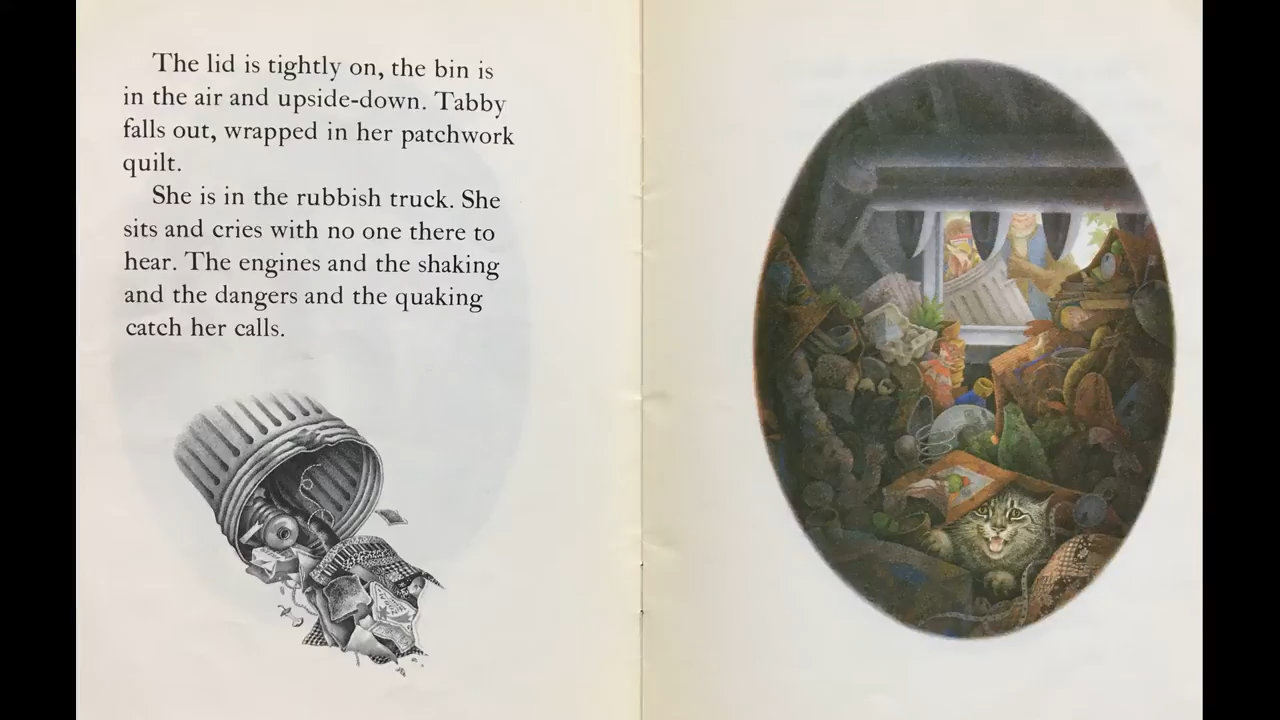 The lid is tightly on, the bin is
in the air and upside-down. Tabby
falls out, wrapped in her patchwork
quilt.
She is in the rubbish truck. She
sits and cries with no one there to
hear. The engines and the shaking
and the dangers and the quaking
catch her calls.